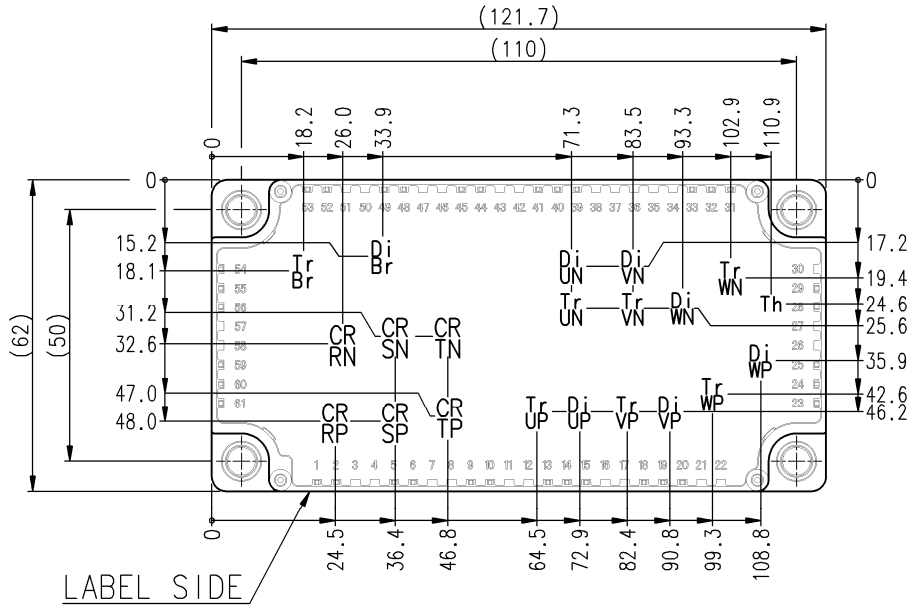 (121.7)
(110)
0 18.2 26.0 33.9 71.3 83.5 93.3 102.9 110.9
0 0
53 52 51 50 49 48 47 46 45 44 43 42 41 40 39 38 37 36 35 34 33 32 31
15.2 Di Br Di UN Di VN 17.2
18.1 Tr Br Tr WN 19.4
54 30
55 29
31.2 56 Tr UN Tr VN Di WN Th 28 24.6
57 27 25.6
(62) (50)
32.6 58 CR RN CR SN CR TN 26
59 Di WP 25 35.9
60 24
47.0 61 CR TP Tr WP 23 42.6
48.0 CR RP CR SP Tr UP Di UP Tr VP Di VP 46.2
1 2 3 4 5 6 7 8 9 10 11 12 13 14 15 16 17 18 19 20 21 22
0 24.5 36.4 46.8 64.5 72.9 82.4 90.8 99.3 108.8
LABEL SIDE